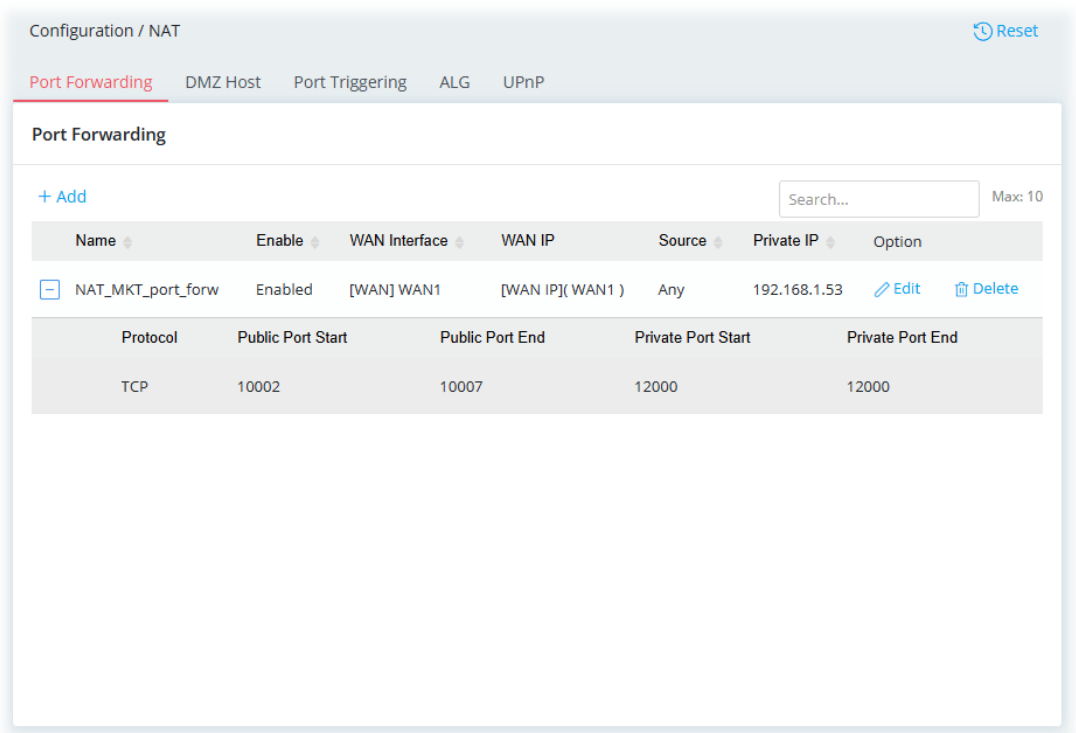 Configuration / NAT Reset
Port Forwarding DMZ Host Port Triggering ALG UPnP
Port Forwarding
+ Add Search... Max: 10
Name Enable WAN Interface WAN IP Source Private IP Option
NAT_MKT_port_forw Enabled [WAN] WAN1 [WAN IP]( WAN1 ) Any 192.168.1.53 Edit Delete
Protocol Public Port Start Public Port End Private Port Start Private Port End
TCP 10002 10007 12000 12000